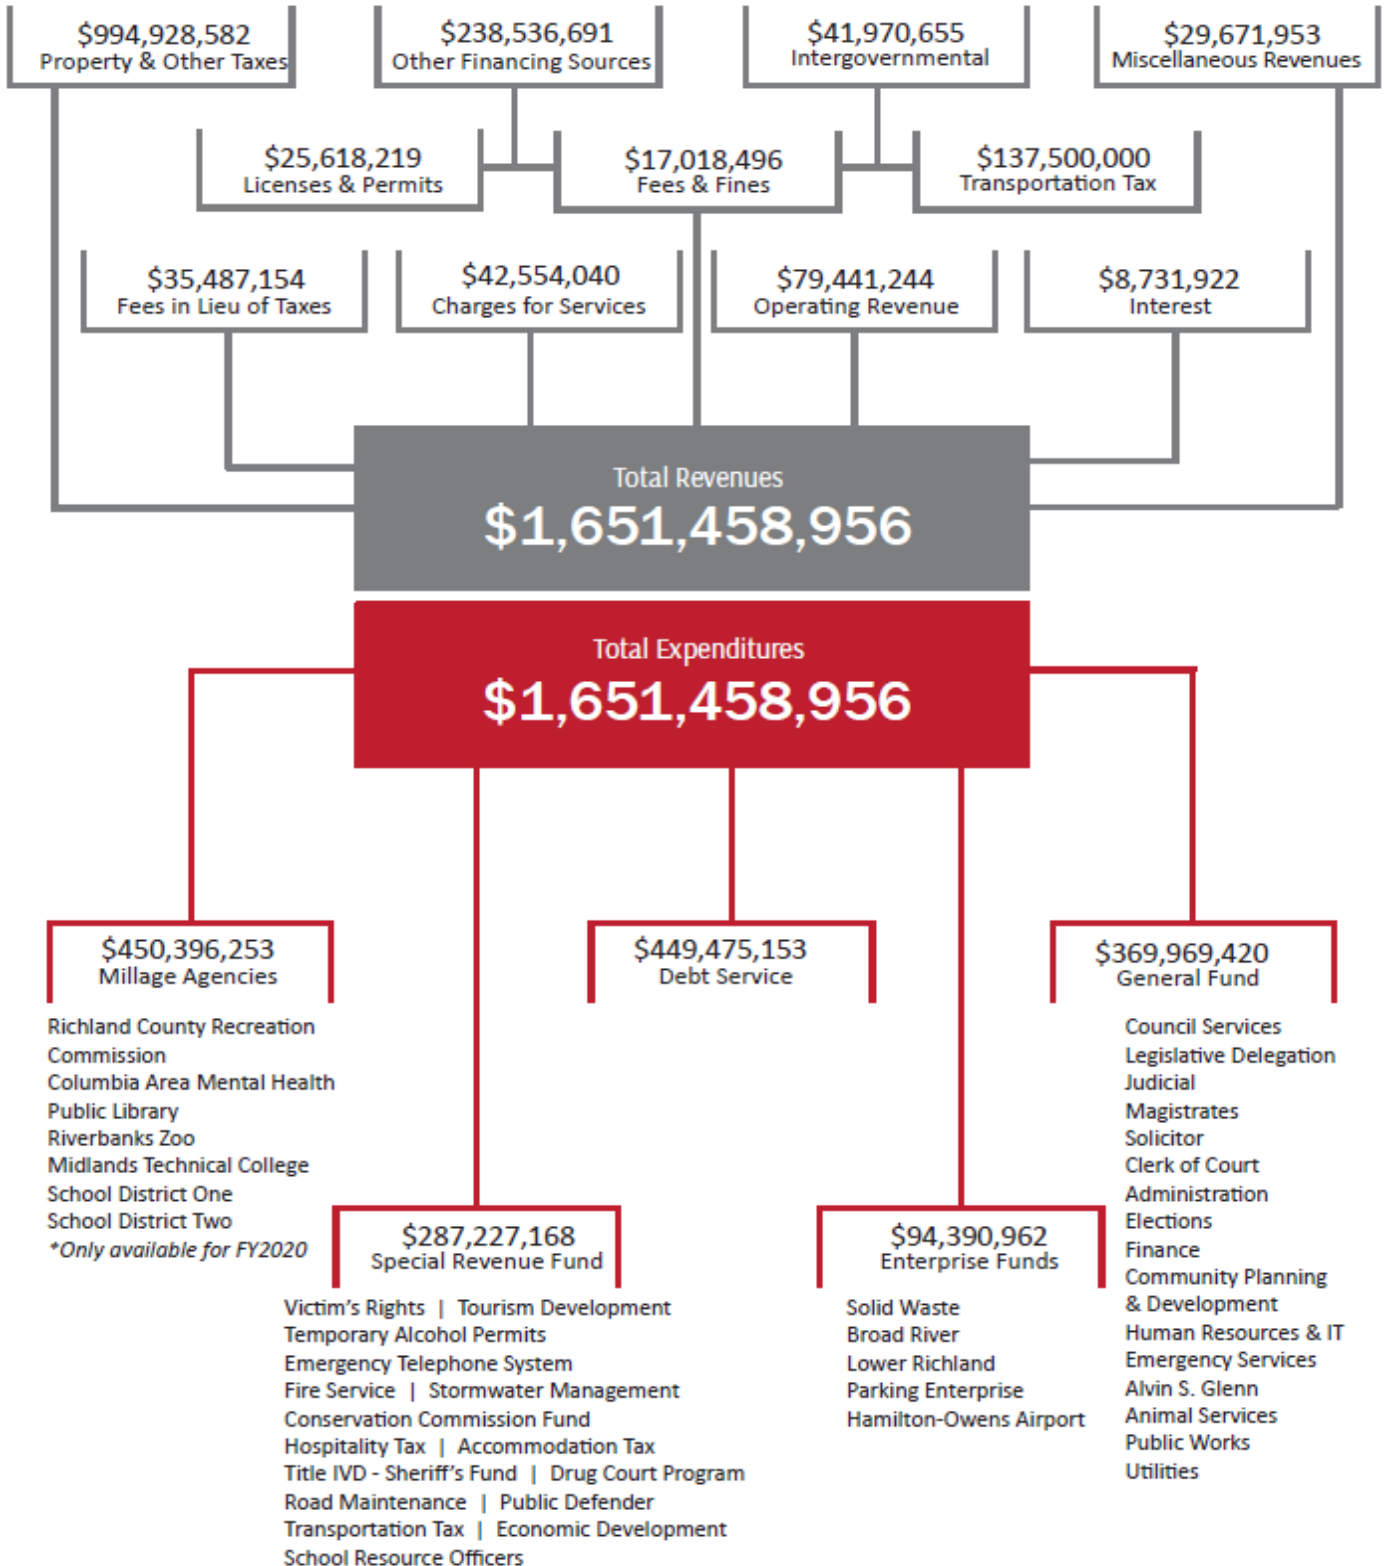 $994,928,582
Property & Other Taxes
$238,536,691
Other Financing Sources
$41,970,655
Intergovernmental
$29,671,953
Miscellaneous Revenues
$25,618,219
Licenses & Permits
$17,018,496
Fees & Fines
$137,500,000
Transportation Tax
$35,487,154
Fees in Lieu of Taxes
$42,554,040
Charges for Services
$79,441,244
Operating Revenue
$8,731,922
Interest
Total Revenues
$1,651,458,956
Total Expenditures
$1,651,458,956
$450,396,253
Millage Agencies
Richland County Recreation
Commission
Columbia Area Mental Health
Public Library
Riverbanks Zoo
Midlands Technical College
School District One
School District Two
*Only available for FY2020
$287,227,168
Special Revenue Fund
Victim's Rights | Tourism Development
Temporary Alcohol Permits
Emergency Telephone System
Fire Service | Stormwater Management
Conservation Commission Fund
Hospitality Tax | Accommodation Tax
Title IVD - Sheriff's Fund | Drug Court Program
Road Maintenance | Public Defender
Transportation Tax | Economic Development
School Resource Officers
$449,475,153
Debt Service
$94,390,962
Enterprise Funds
Solid Waste
Broad River
Lower Richland
Parking Enterprise
Hamilton-Owens Airport
$369,969,420
General Fund
Council Services
Legislative Delegation
Judicial
Magistrates
Solicitor
Clerk of Court
Administration
Elections
Finance
Community Planning
& Development
Human Resources & IT
Emergency Services
Alvin S. Glenn
Animal Services
Public Works
Utilities